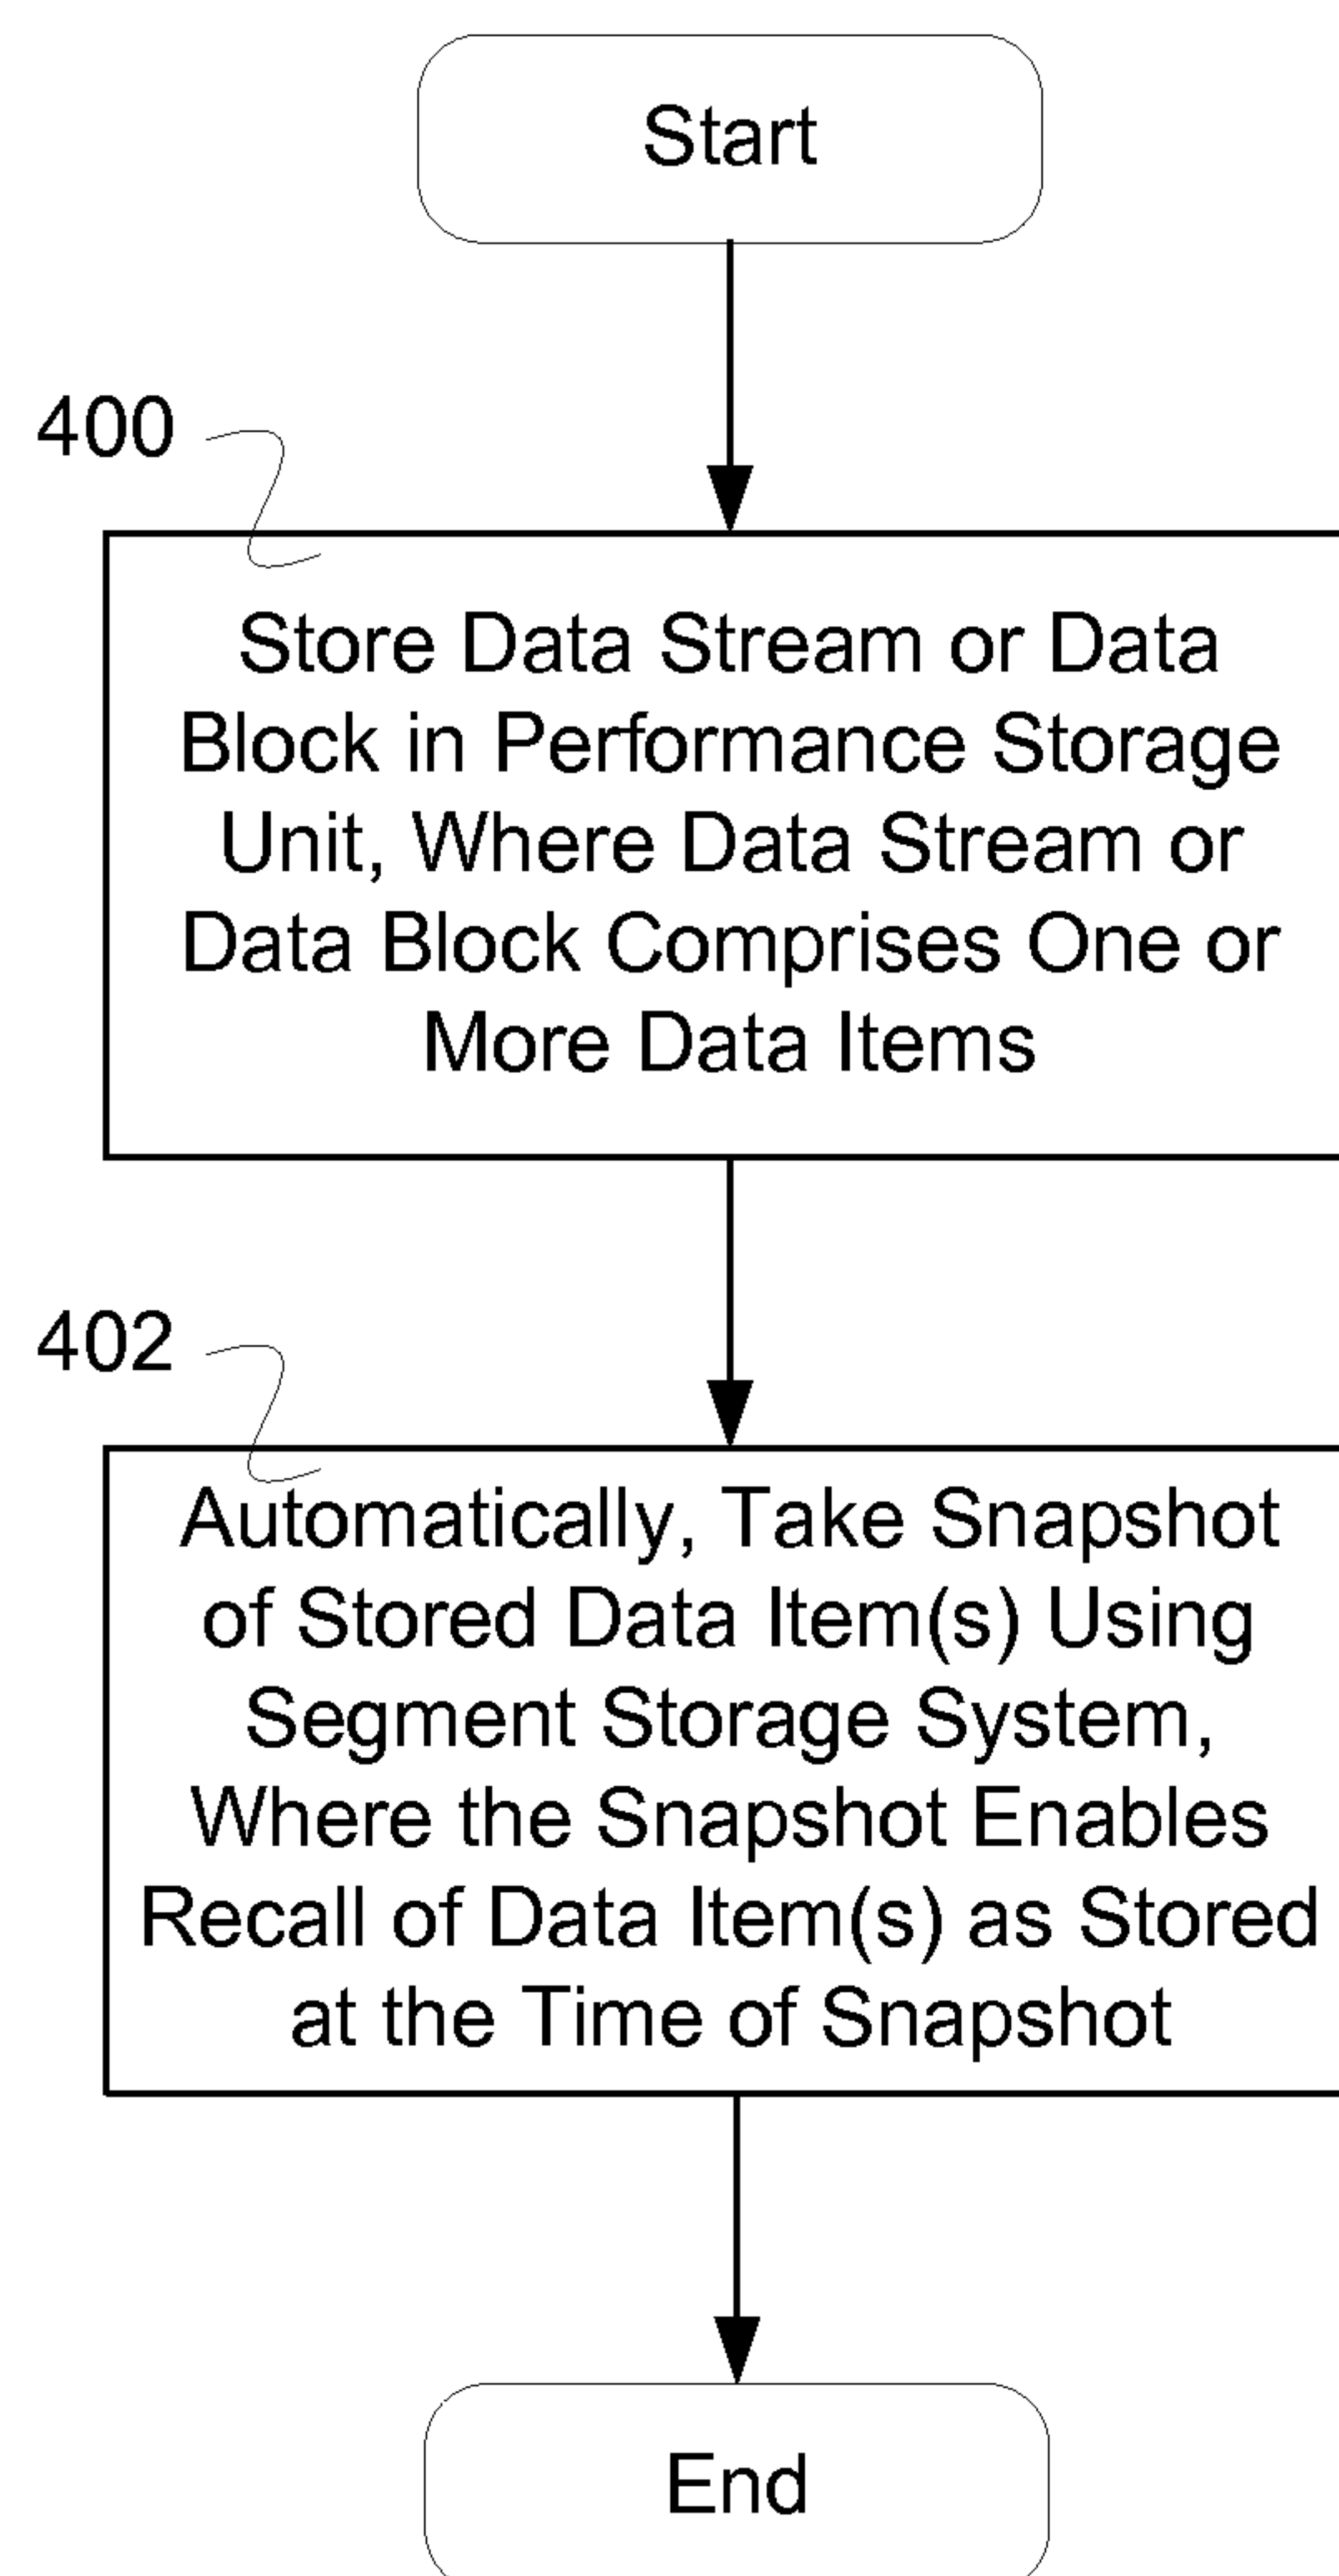 Start
400
Store Data Stream or Data
Block in Performance Storage
Unit, Where Data Stream or
Data Block Comprises One or
More Data Items
402
Automatically, Take Snapshot
of Stored Data Item(s) Using
Segment Storage System,
Where the Snapshot Enables
Recall of Data Item(s) as Stored
at the Time of Snapshot
End